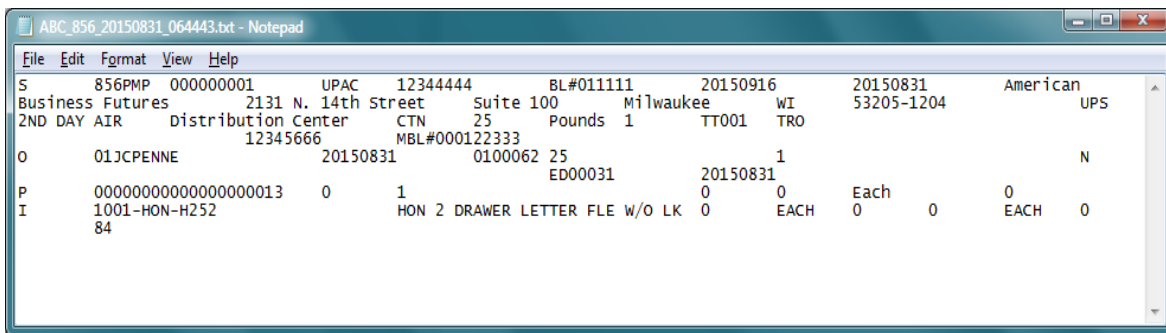 ABC_856_20150831_064443.txt - Notepad
File Edit Format View Help
S 856PMP 000000001 UPAC 12344444 BL#011111 20150916 20150831 American
Business Futures 2131 N. 14th Street Suite 100 Milwaukee WI 53205-1204 UPS
2ND DAY AIR Distribution Center CTN 25 Pounds 1 TT001 TRO
12345666 MBL#000122333
O 01JCPENNE 20150831 0100062 25 1 N
ED00031 20150831
P 00000000000000000013 0 1 0 0 Each 0
I 1001-HON-H252 HON 2 DRAWER LETTER FLE W/O LK 0 EACH 0 0 EACH 0
84